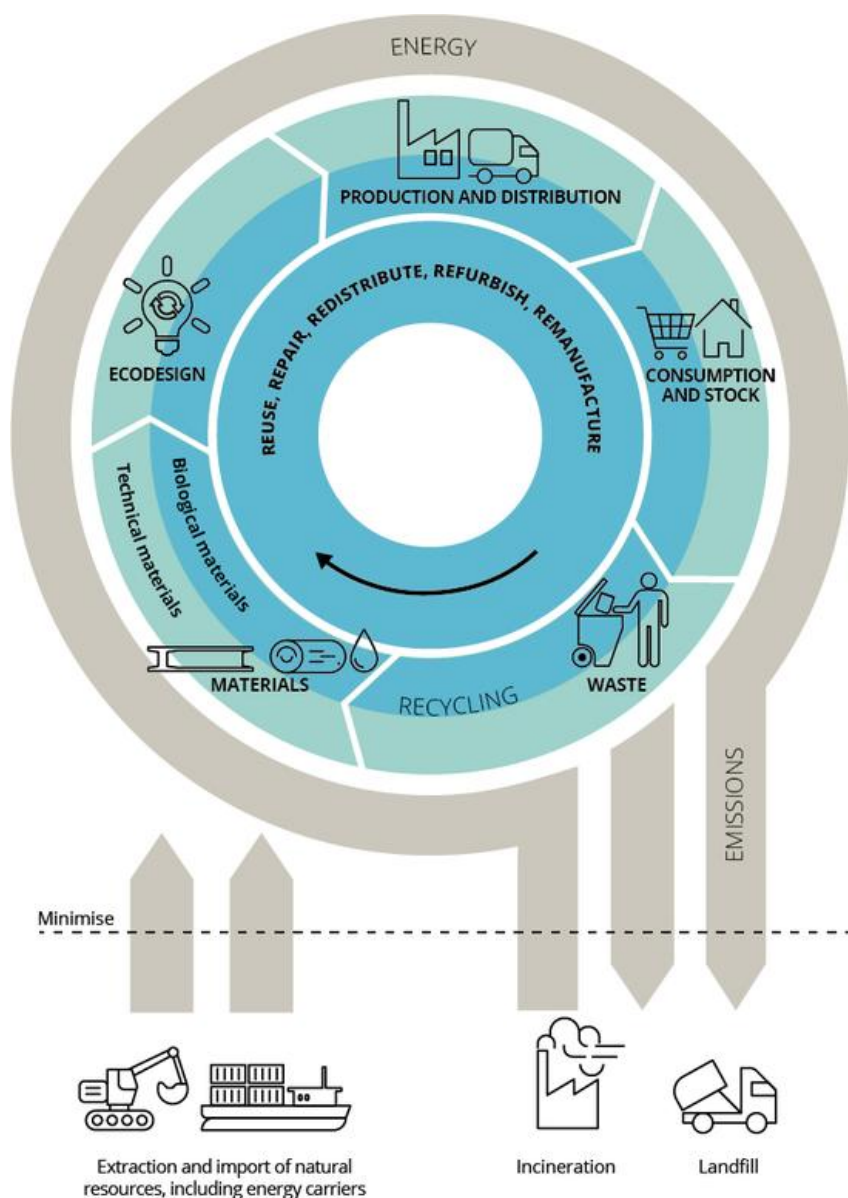 ENERGY
PRODUCTION AND DISTRIBUTION
REUSE, REPAIR, REDISTRIBUTE, REFURBISH, REMANUFACTURE
ECODESIGN
CONSUMPTION
AND STOCK
Technical materials
Biological materials
MATERIALS
RECYCLING
WASTE
EMISSIONS
Minimise
Extraction and import of natural
resources, including energy carriers
Incineration
Landfill